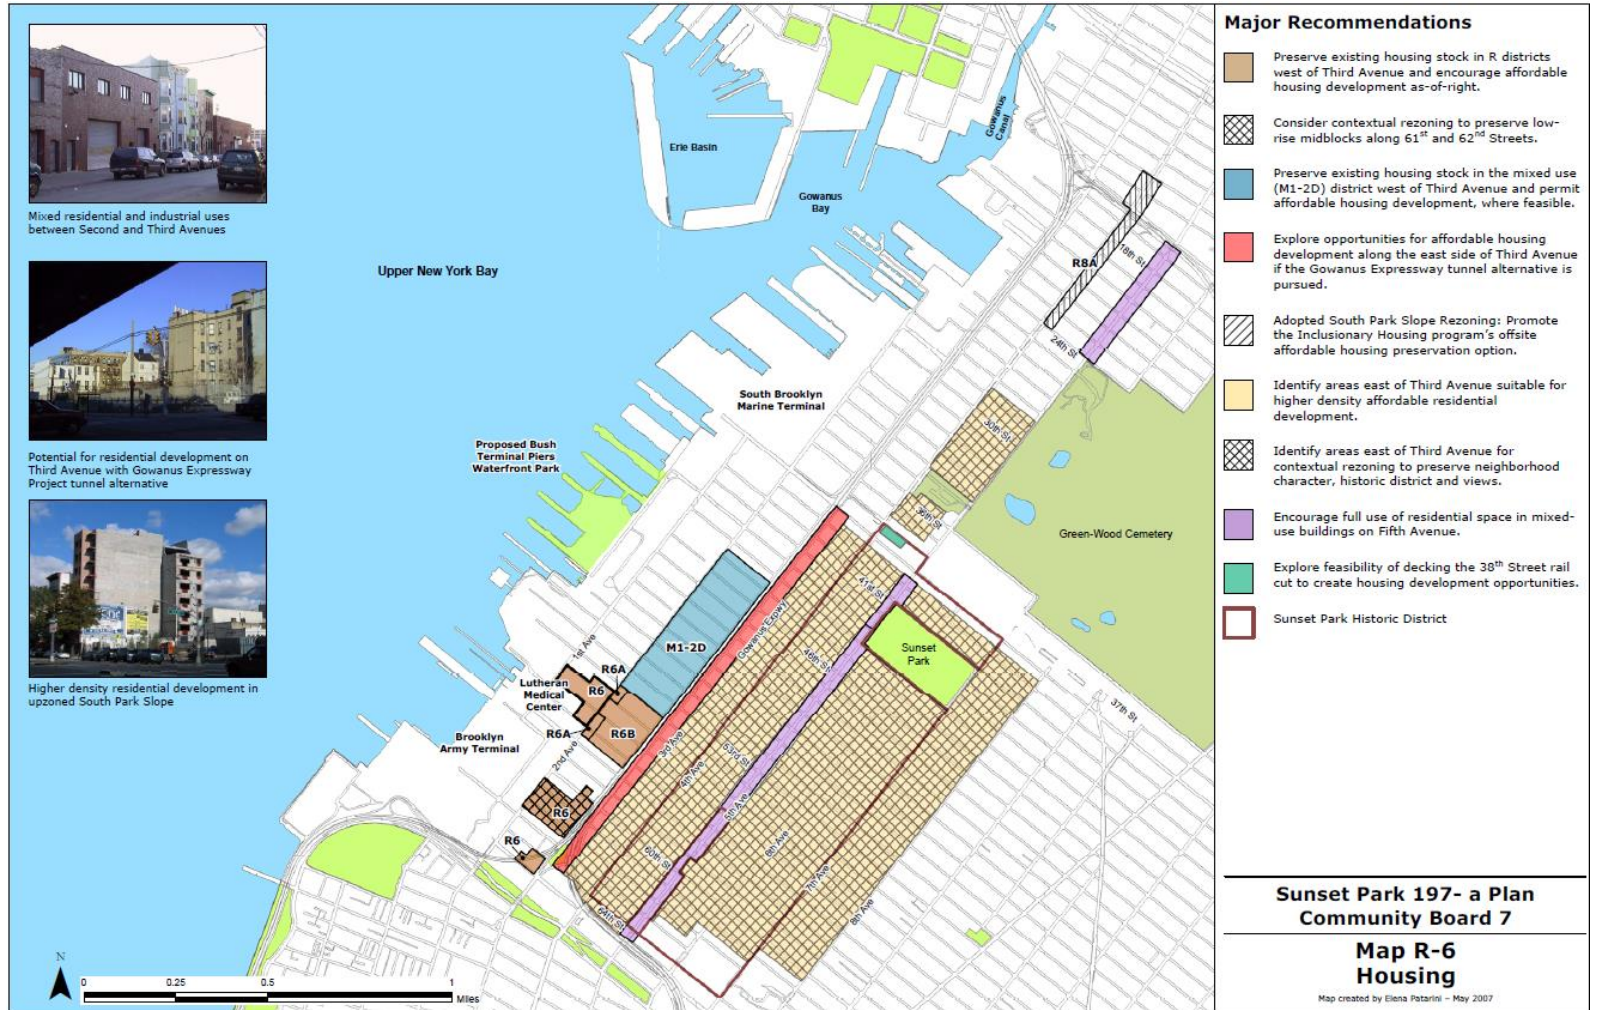 Mixed residential and industrial uses
between Second and Third Avenues
Potential for residential development on
Third Avenue with Gowanus Expressway
Project tunnel alternative
Higher density residential development in
upzoned South Park Slope
Erie Basin
Gowanus
Canal
Gowanus
Bay
Upper New York Bay
R8A
18th St
24th St
South Brooklyn
Marine Terminal
30th St
Proposed Bush
Terminal Piers
Waterfront Park
36th St
Green-Wood Cemetery
41st St
Gowanus Expwy
1st Ave
M1-2D
46th St
Sunset
Park
R6A
Lutheran
Medical
Center
R6
37th St
R6A
R6B
Brooklyn
Army Terminal
2nd Ave
3rd Ave
53rd St
4th Ave
5th Ave
R6
R6
6th Ave
60th St
7th Ave
8th Ave
64th St
N
0
0.25
0.5
1
Miles
Major Recommendations
Preserve existing housing stock in R districts
west of Third Avenue and encourage affordable
housing development as-of-right.
Consider contextual rezoning to preserve low-
rise midblocks along 61st and 62nd Streets.
Preserve existing housing stock in the mixed use
(M1-2D) district west of Third Avenue and permit
affordable housing development, where feasible.
Explore opportunities for affordable housing
development along the east side of Third Avenue
if the Gowanus Expressway tunnel alternative is
pursued.
Adopted South Park Slope Rezoning: Promote
the Inclusionary Housing program's offsite
affordable housing preservation option.
Identify areas east of Third Avenue suitable for
higher density affordable residential
development.
Identify areas east of Third Avenue for
contextual rezoning to preserve neighborhood
character, historic district and views.
Encourage full use of residential space in mixed-
use buildings on Fifth Avenue.
Explore feasibility of decking the 38th Street rail
cut to create housing development opportunities.
Sunset Park Historic District
Sunset Park 197- a Plan
Community Board 7
Map R-6
Housing
Map created by Elena Patarini – May 2007